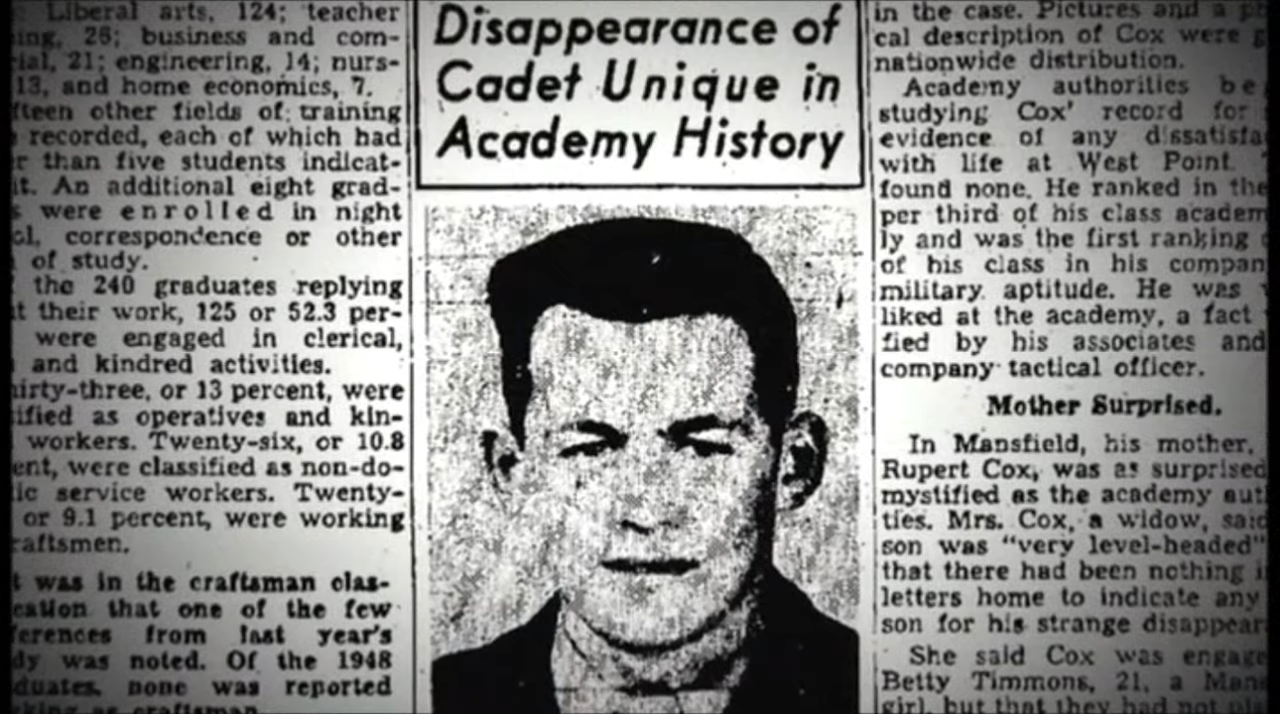 Liberal arts, 124; teacher
26; business and com-
21; engineering, 14; nurs-
13, and home economics, 7.
other fields of training
recorded, each of which had
than five students indicat-
An additional eight grad-
were enrolled in night
correspondence or other
of study.
the 240 graduates replying
their work, 125 or 52.3 per-
were engaged in clerical,
and kindred activities.
or 13 percent, were
as operatives and kin-
workers. Twenty-six, or 10.8
were classified as non-do-
service workers. Twenty-
or 9.1 percent, were working
was in the craftsman clas-
that one of the few
from last year's
was noted. Of the 1948
none was reported
as craftsman.
Disappearance of
Cadet Unique in
Academy History
in the case. Pictures and a
cal description of Cox were
nationwide distribution.
Academy authorities
studying Cox' record for
evidence of any
with life at West Point.
found none. He ranked in the
per third of his class
ly and was the first ranking
of his class in his
military aptitude. He was
liked at the academy, a fact
fied by his associates and
company tactical officer.
Mother Surprised.
In Mansfield, his mother,
Rupert Cox, was as surprised
mystified as the academy
ties. Mrs. Cox, a widow, said
son was "very level-headed"
that there had been nothing
letters home to indicate any
son for his strange
She said Cox was
Betty Timmons, 21, a
girl, but that they had not